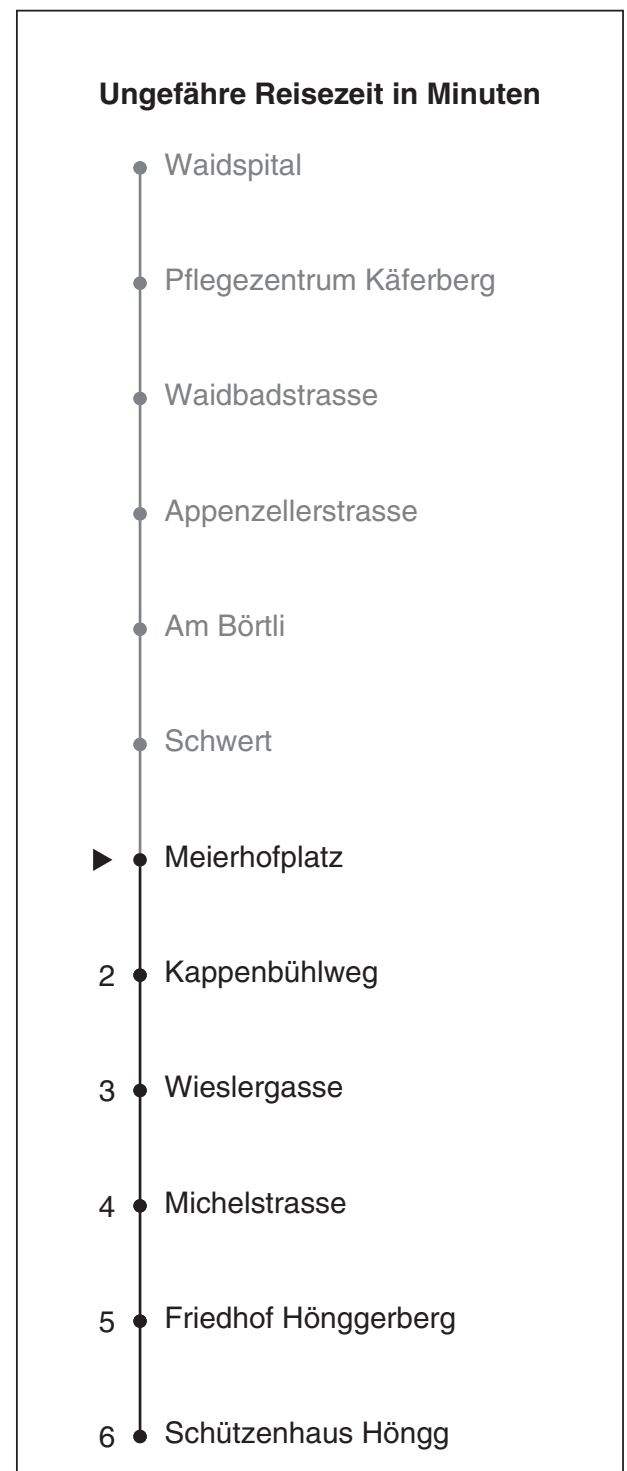 Ungefähre Reisezeit in Minuten
Waidspital
Pflegezentrum Käferberg
Waidbadstrasse
Appenzellerstrasse
Am Börtli
Schwert
Meierhofplatz
2 Kappenbühlweg
3 Wieslergasse
4 Michelstrasse
5 Friedhof Hönggerberg
6 Schützenhaus Höngg